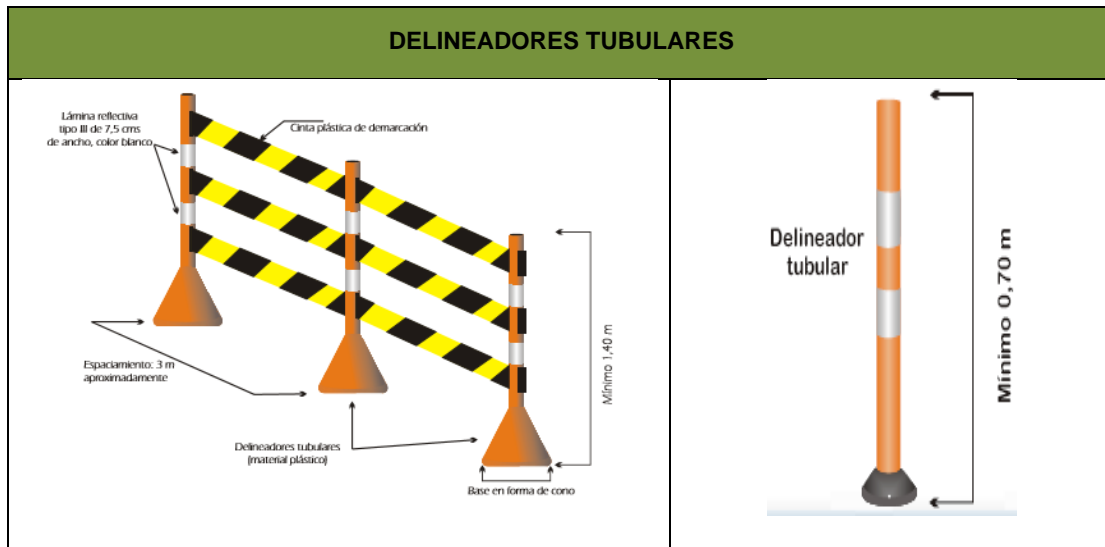 DELINEADORES TUBULARES
Lámina reflectiva
tipo III de 7,5 cms
de ancho, color blanco
Cinta plástica de demarcación
Espaciamiento: 3 m
aproximadamente
Delineadores tubulares
(material plástico)
Base en forma de cono
Mínimo 1,40 m
Delineador
tubular
Mínimo 0,70 m